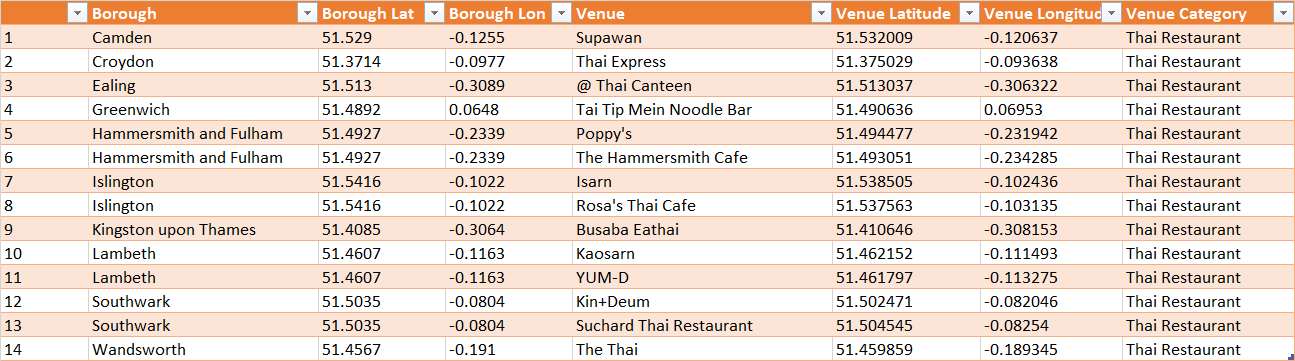 Borough Borough Lat Borough Lon Venue Venue Latitude Venue Longitud Venue Category
1 Camden 51.529 -0.1255 Supawan 51.532009 -0.120637 Thai Restaurant
2 Croydon 51.3714 -0.0977 Thai Express 51.375029 -0.093638 Thai Restaurant
3 Ealing 51.513 -0.3089 @ Thai Canteen 51.513037 -0.306322 Thai Restaurant
4 Greenwich 51.4892 0.0648 Tai Tip Mein Noodle Bar 51.490636 0.06953 Thai Restaurant
5 Hammersmith and Fulham 51.4927 -0.2339 Poppy's 51.494477 -0.231942 Thai Restaurant
6 Hammersmith and Fulham 51.4927 -0.2339 The Hammersmith Cafe 51.493051 -0.234285 Thai Restaurant
7 Islington 51.5416 -0.1022 Isarn 51.538505 -0.102436 Thai Restaurant
8 Islington 51.5416 -0.1022 Rosa's Thai Cafe 51.537563 -0.103135 Thai Restaurant
9 Kingston upon Thames 51.4085 -0.3064 Busaba Eathai 51.410646 -0.308153 Thai Restaurant
10 Lambeth 51.4607 -0.1163 Kaosarn 51.462152 -0.111493 Thai Restaurant
11 Lambeth 51.4607 -0.1163 YUM-D 51.461797 -0.113275 Thai Restaurant
12 Southwark 51.5035 -0.0804 Kin+Deum 51.502471 -0.082046 Thai Restaurant
13 Southwark 51.5035 -0.0804 Suchard Thai Restaurant 51.504545 -0.08254 Thai Restaurant
14 Wandsworth 51.4567 -0.191 The Thai 51.459859 -0.189345 Thai Restaurant